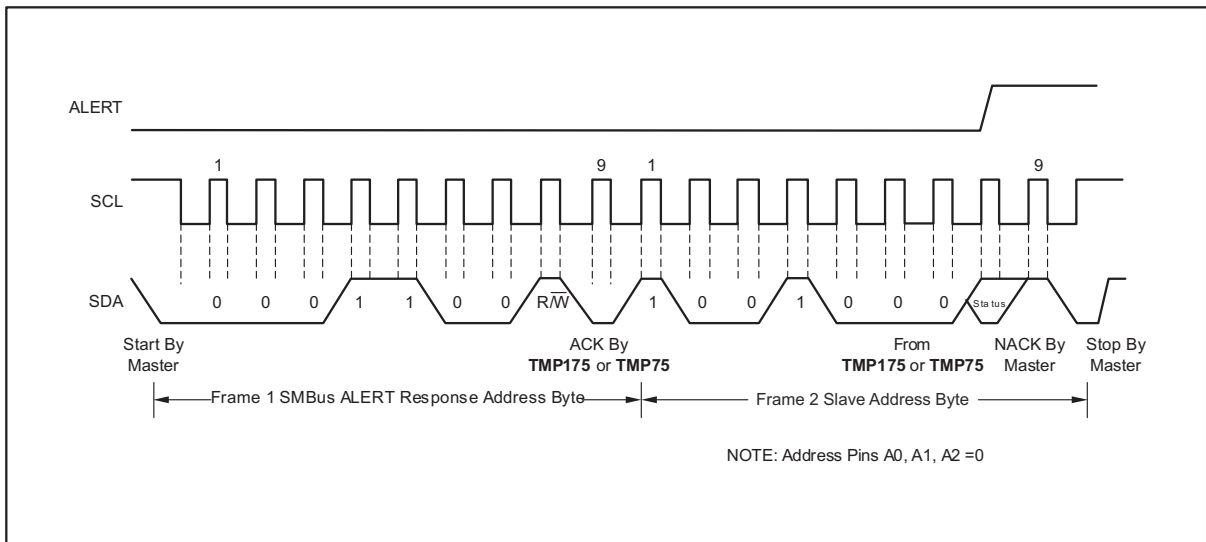 ALERT
1 9 1 9
SCL
SDA 0 0 0 1 1 0 0 R/W̅ 1 0 0 1 0 0 0 Status
Start By Master
ACK By TMP175 or TMP75
From TMP175 or TMP75
NACK By Master
Stop By Master
Frame 1 SMBus ALERT Response Address Byte
Frame 2 Slave Address Byte
NOTE: Address Pins A0, A1, A2 =0